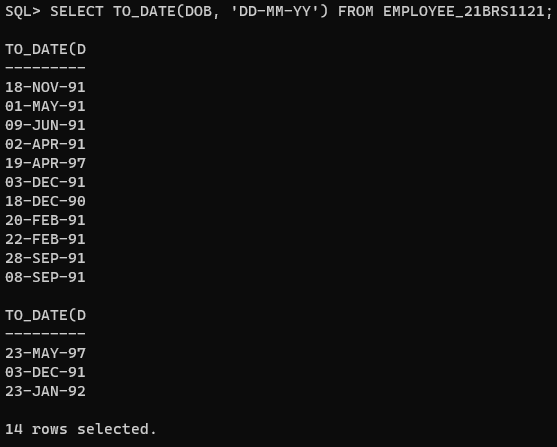 SQL> SELECT TO_DATE(DOB, 'DD-MM-YY') FROM EMPLOYEE_21BRS1121;
TO_DATE(D
---------
18-NOV-91
01-MAY-91
09-JUN-91
02-APR-91
19-APR-97
03-DEC-91
18-DEC-90
20-FEB-91
22-FEB-91
28-SEP-91
08-SEP-91
TO_DATE(D
---------
23-MAY-97
03-DEC-91
23-JAN-92
14 rows selected.